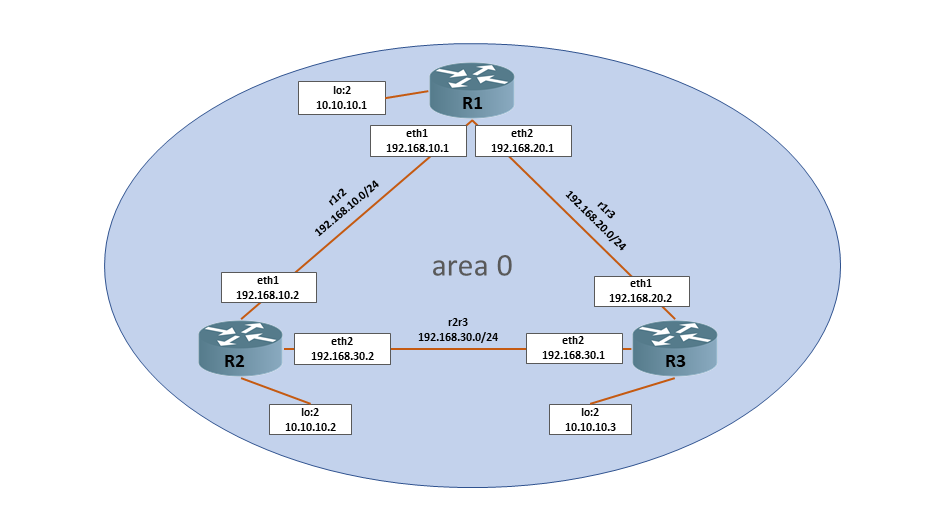 lo:2
10.10.10.1
R1
eth1
192.168.10.1
eth2
192.168.20.1
r1r2
192.168.10.0/24
r1r3
192.168.20.0/24
area 0
eth1
192.168.10.2
eth1
192.168.20.2
r2r3
192.168.30.0/24
R2
eth2
192.168.30.2
eth2
192.168.30.1
R3
lo:2
10.10.10.2
lo:2
10.10.10.3